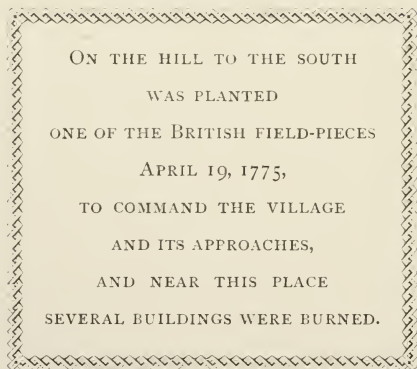 On the hill to the south
was planted
one of the British field-pieces
April 19, 1775,
to command the village
and its approaches,
and near this place
several buildings were burned.